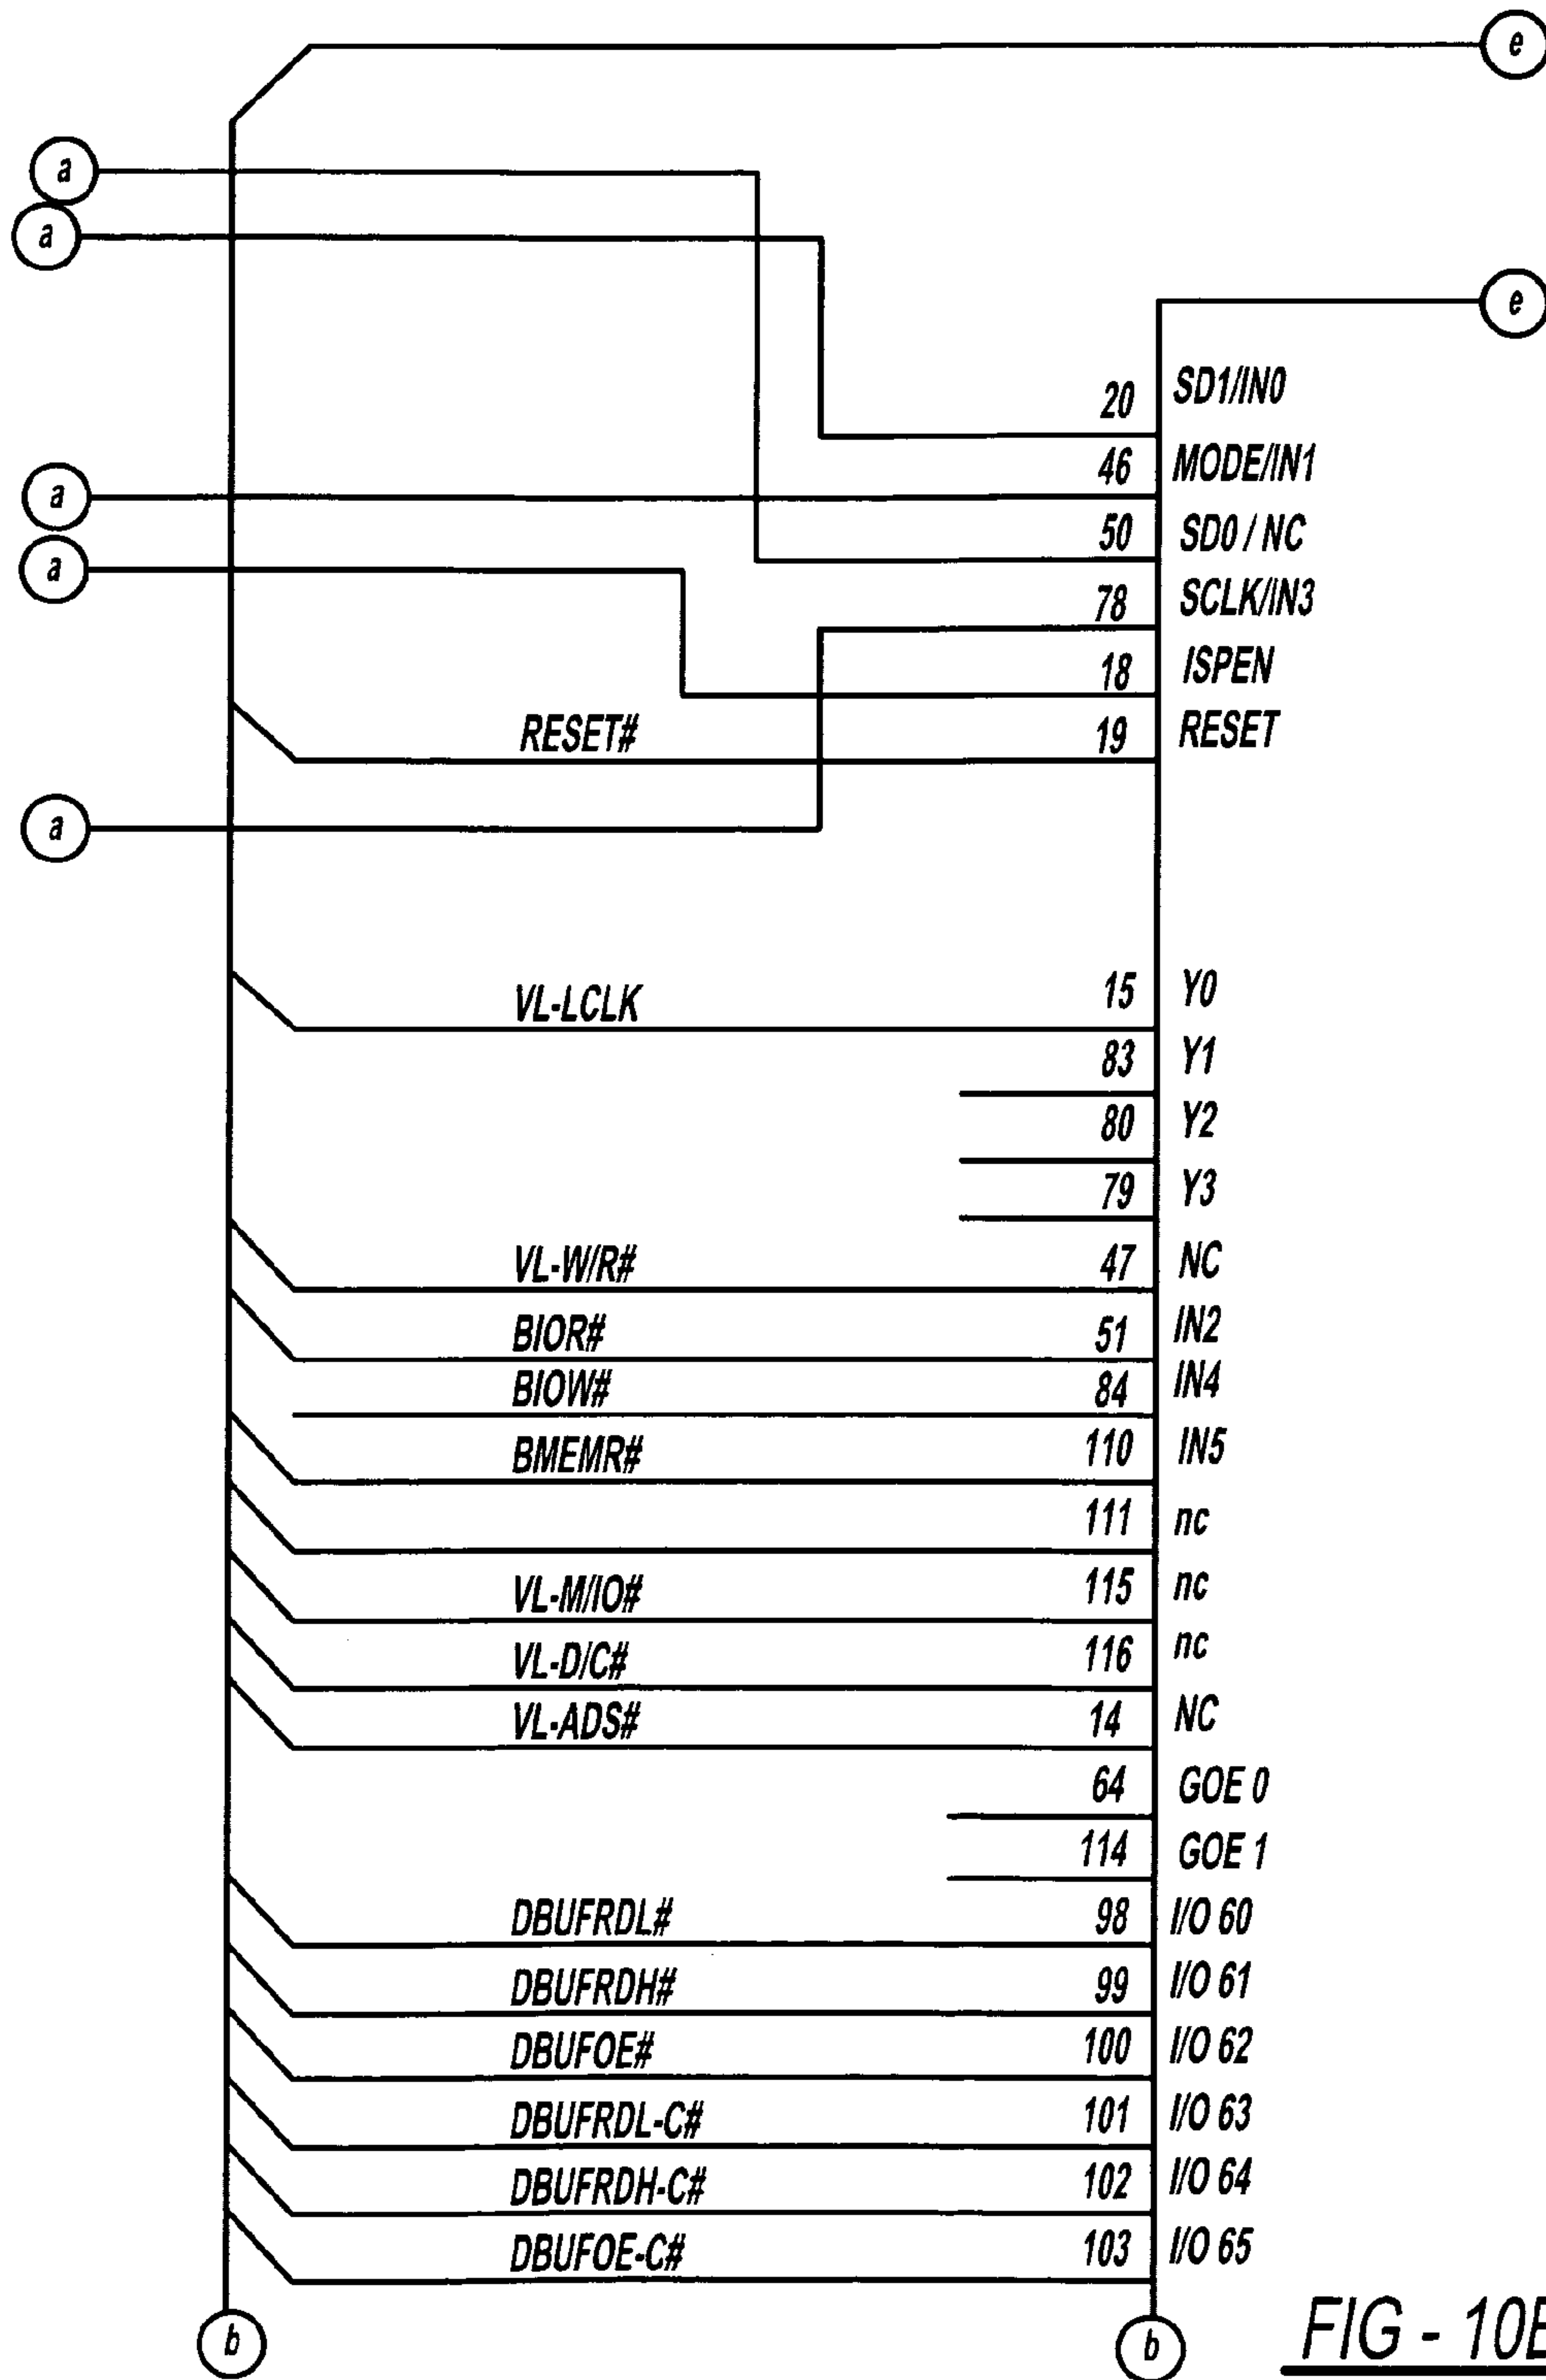 e
a
a
e
20 SD1/IN0
46 MODE/IN1
a
50 SD0 / NC
a
78 SCLK/IN3
18 ISPEN
RESET# 19 RESET
a
VL-LCLK 15 Y0
83 Y1
80 Y2
79 Y3
VL-W/R# 47 NC
BIOR# 51 IN2
BIOW# 84 IN4
BMEMR# 110 IN5
111 nc
VL-M/IO# 115 nc
VL-D/C# 116 nc
VL-ADS# 14 NC
64 GOE 0
114 GOE 1
DBUFRDL# 98 I/O 60
DBUFRDH# 99 I/O 61
DBUFOE# 100 I/O 62
DBUFRDL-C# 101 I/O 63
DBUFRDH-C# 102 I/O 64
DBUFOE-C# 103 I/O 65
b
b
FIG - 10B